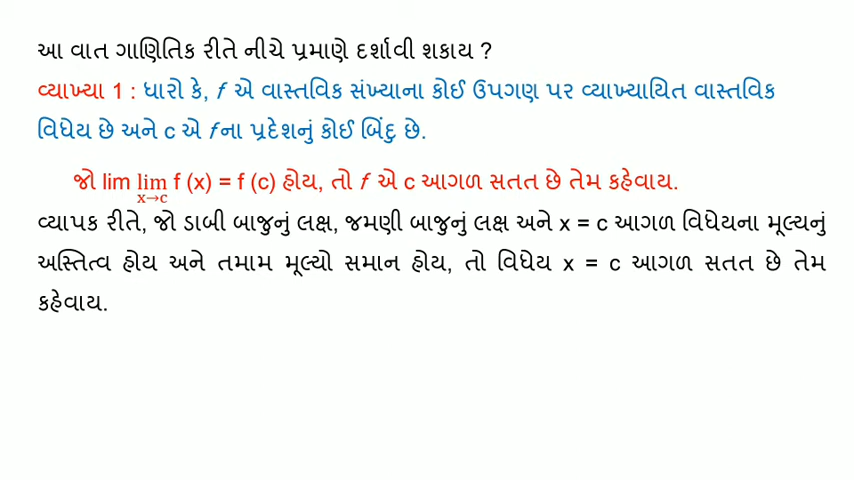 આ વાત ગાણિતિક રીતે નીચે પ્રમાણે દર્શાવી શકાય ?
વ્યાખ્યા 1 : ધારો કે, f એ વાસ્તવિક સંખ્યાના કોઈ ઉપગણ પર વ્યાખ્યાયિત વાસ્તવિક
વિધેય છે અને c એ f ના પ્રદેશનું કોઈ બિંદુ છે.
જો lim lim x→c f (x) = f (c) હોય, તો f એ c આગળ સતત છે તેમ કહેવાય.
વ્યાપક રીતે, જો ડાબી બાજુનું લક્ષ, જમણી બાજુનું લક્ષ અને x = c આગળ વિધેયના મૂલ્યનું
અસ્તિત્વ હોય અને તમામ મૂલ્યો સમાન હોય, તો વિધેય x = c આગળ સતત છે તેમ
કહેવાય.